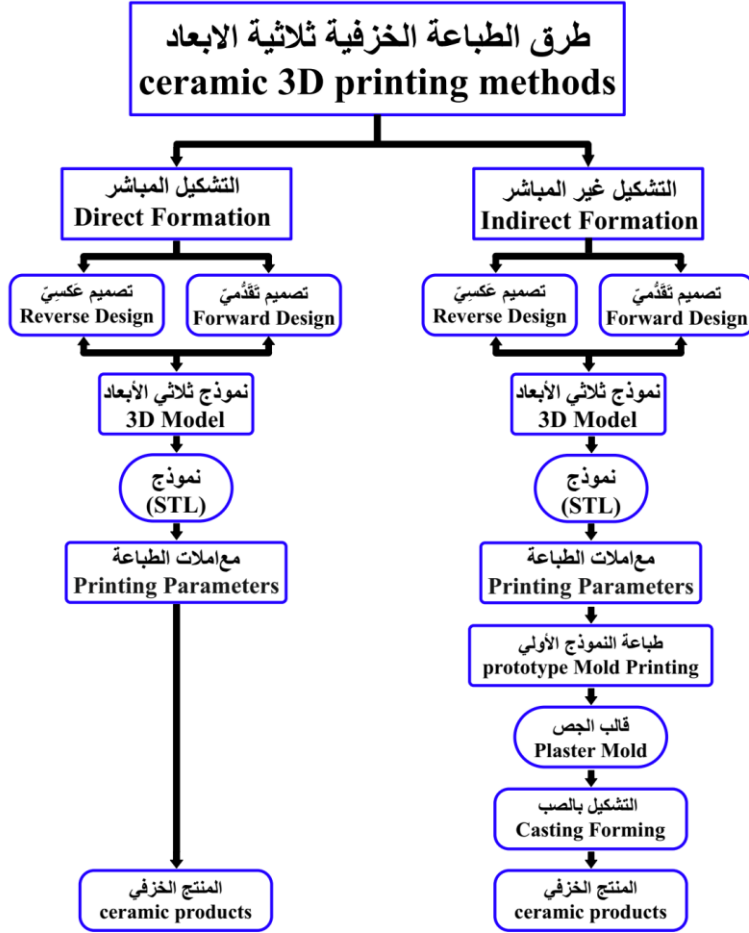 طرق الطباعة الخزفية ثلاثية الابعاد
ceramic 3D printing methods
التشكيل المباشر
Direct Formation
التشكيل غير المباشر
Indirect Formation
تصميم عَكسِيّ
Reverse Design
تصميم تَقَدُّميّ
Forward Design
تصميم عَكسِيّ
Reverse Design
تصميم تَقَدُّميّ
Forward Design
نموذج ثلاثي الأبعاد
3D Model
نموذج ثلاثي الأبعاد
3D Model
نموذج
(STL)
نموذج
(STL)
معاملات الطباعة
Printing Parameters
معاملات الطباعة
Printing Parameters
طباعة النموذج الأولي
prototype Mold Printing
قالب الجص
Plaster Mold
التشكيل بالصب
Casting Forming
المنتج الخزفي
ceramic products
المنتج الخزفي
ceramic products